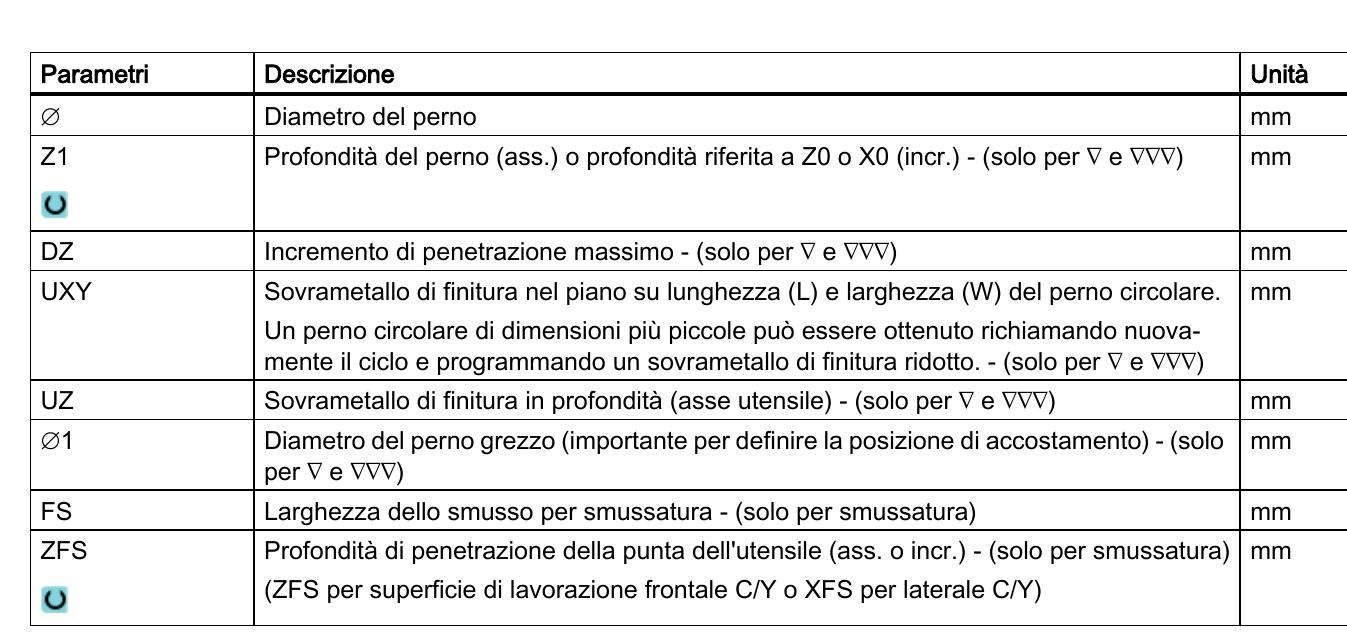 Parametri Descrizione Unità
∅ Diametro del perno mm
Z1 Profondità del perno (ass.) o profondità riferita a Z0 o X0 (incr.) - (solo per ∇ e ∇∇∇) mm
DZ Incremento di penetrazione massimo - (solo per ∇ e ∇∇∇) mm
UXY Sovrametallo di finitura nel piano su lunghezza (L) e larghezza (W) del perno circolare. mm
Un perno circolare di dimensioni più piccole può essere ottenuto richiamando nuova-
mente il ciclo e programmando un sovrametallo di finitura ridotto. - (solo per ∇ e ∇∇∇)
UZ Sovrametallo di finitura in profondità (asse utensile) - (solo per ∇ e ∇∇∇) mm
∅1 Diametro del perno grezzo (importante per definire la posizione di accostamento) - (solo mm
per ∇ e ∇∇∇)
FS Larghezza dello smusso per smussatura - (solo per smussatura) mm
ZFS Profondità di penetrazione della punta dell'utensile (ass. o incr.) - (solo per smussatura) mm
(ZFS per superficie di lavorazione frontale C/Y o XFS per laterale C/Y)